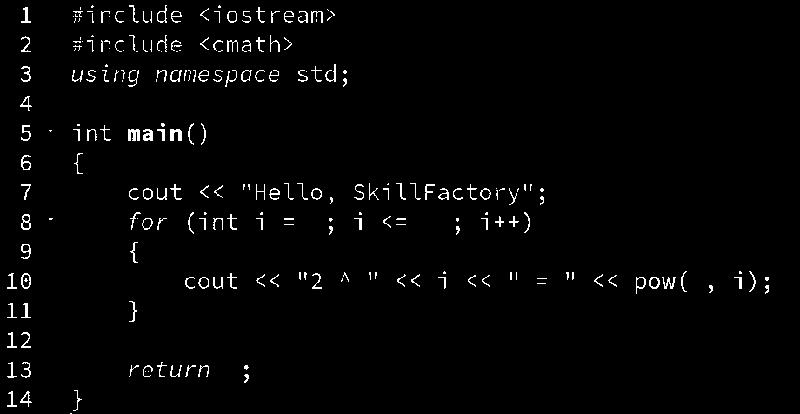 1 #include <iostream>
2 #include <cmath>
3 using namespace std;
4
5 int main()
6 {
7 cout << "Hello, SkillFactory";
8 for (int i = ; i <= ; i++)
9 {
10 cout << "2 ^ " << i << " = " << pow( , i);
11 }
12
13 return ;
14 }